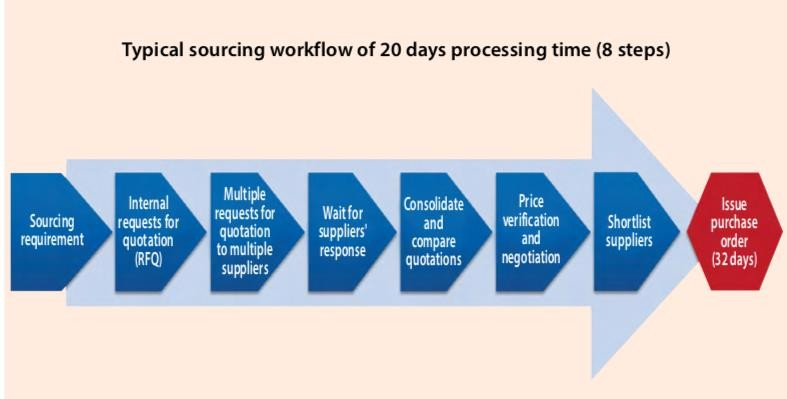 Typical sourcing workflow of 20 days processing time (8 steps)
Sourcing
requirement
Internal
requests for
quotation
(RFQ)
Multiple
requests for
quotation
to multiple
suppliers
Wait for
suppliers'
response
Consolidate
and
compare
quotations
Price
verification
and
negotiation
Shortlist
suppliers
Issue
purchase
order
(32 days)